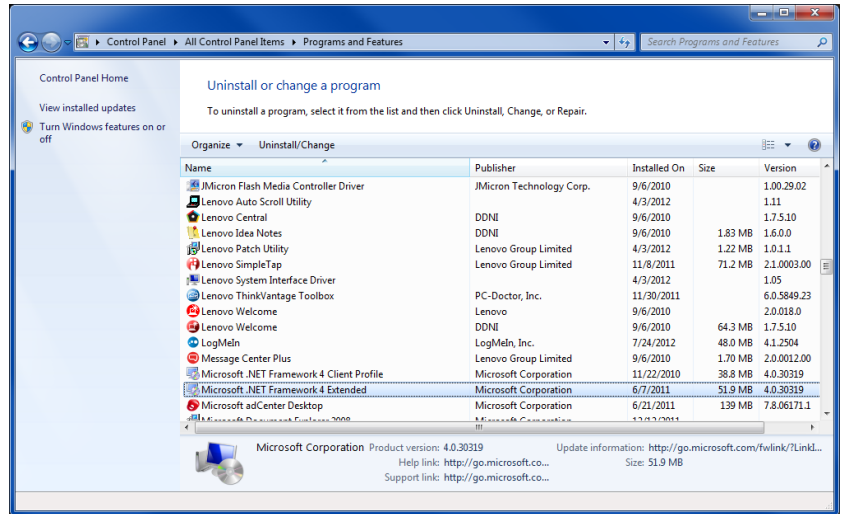 Control Panel ▸ All Control Panel Items ▸ Programs and Features
Search Programs and Features
Control Panel Home
View installed updates
Turn Windows features on or
off
Uninstall or change a program
To uninstall a program, select it from the list and then click Uninstall, Change, or Repair.
Organize Uninstall/Change
Name Publisher Installed On Size Version
JMicron Flash Media Controller Driver JMicron Technology Corp. 9/6/2010 1.00.29.02
Lenovo Auto Scroll Utility 4/3/2012 1.11
Lenovo Central DDNI 9/6/2010 1.7.5.10
Lenovo Idea Notes DDNI 9/6/2010 1.83 MB 1.6.0.0
Lenovo Patch Utility Lenovo Group Limited 4/3/2012 1.22 MB 1.0.1.1
Lenovo SimpleTap Lenovo Group Limited 11/8/2011 71.2 MB 2.1.0003.00
Lenovo System Interface Driver 4/3/2012 1.05
Lenovo ThinkVantage Toolbox PC-Doctor, Inc. 11/30/2011 6.0.5849.23
Lenovo Welcome Lenovo 9/6/2010 2.0.018.0
Lenovo Welcome DDNI 9/6/2010 64.3 MB 1.7.5.10
LogMeIn LogMeIn, Inc. 7/24/2012 48.0 MB 4.1.2504
Message Center Plus Lenovo Group Limited 9/6/2010 1.70 MB 2.0.0012.00
Microsoft .NET Framework 4 Client Profile Microsoft Corporation 11/22/2010 38.8 MB 4.0.30319
Microsoft .NET Framework 4 Extended Microsoft Corporation 6/7/2011 51.9 MB 4.0.30319
Microsoft adCenter Desktop Microsoft Corporation 6/21/2011 139 MB 7.8.06171.1
Microsoft Document Explorer 2008 Microsoft Corporation 12/12/2011
Microsoft Corporation Product version: 4.0.30319 Update information: http://go.microsoft.com/fwlink/?LinkI...
Help link: http://go.microsoft.co... Size: 51.9 MB
Support link: http://go.microsoft.co...